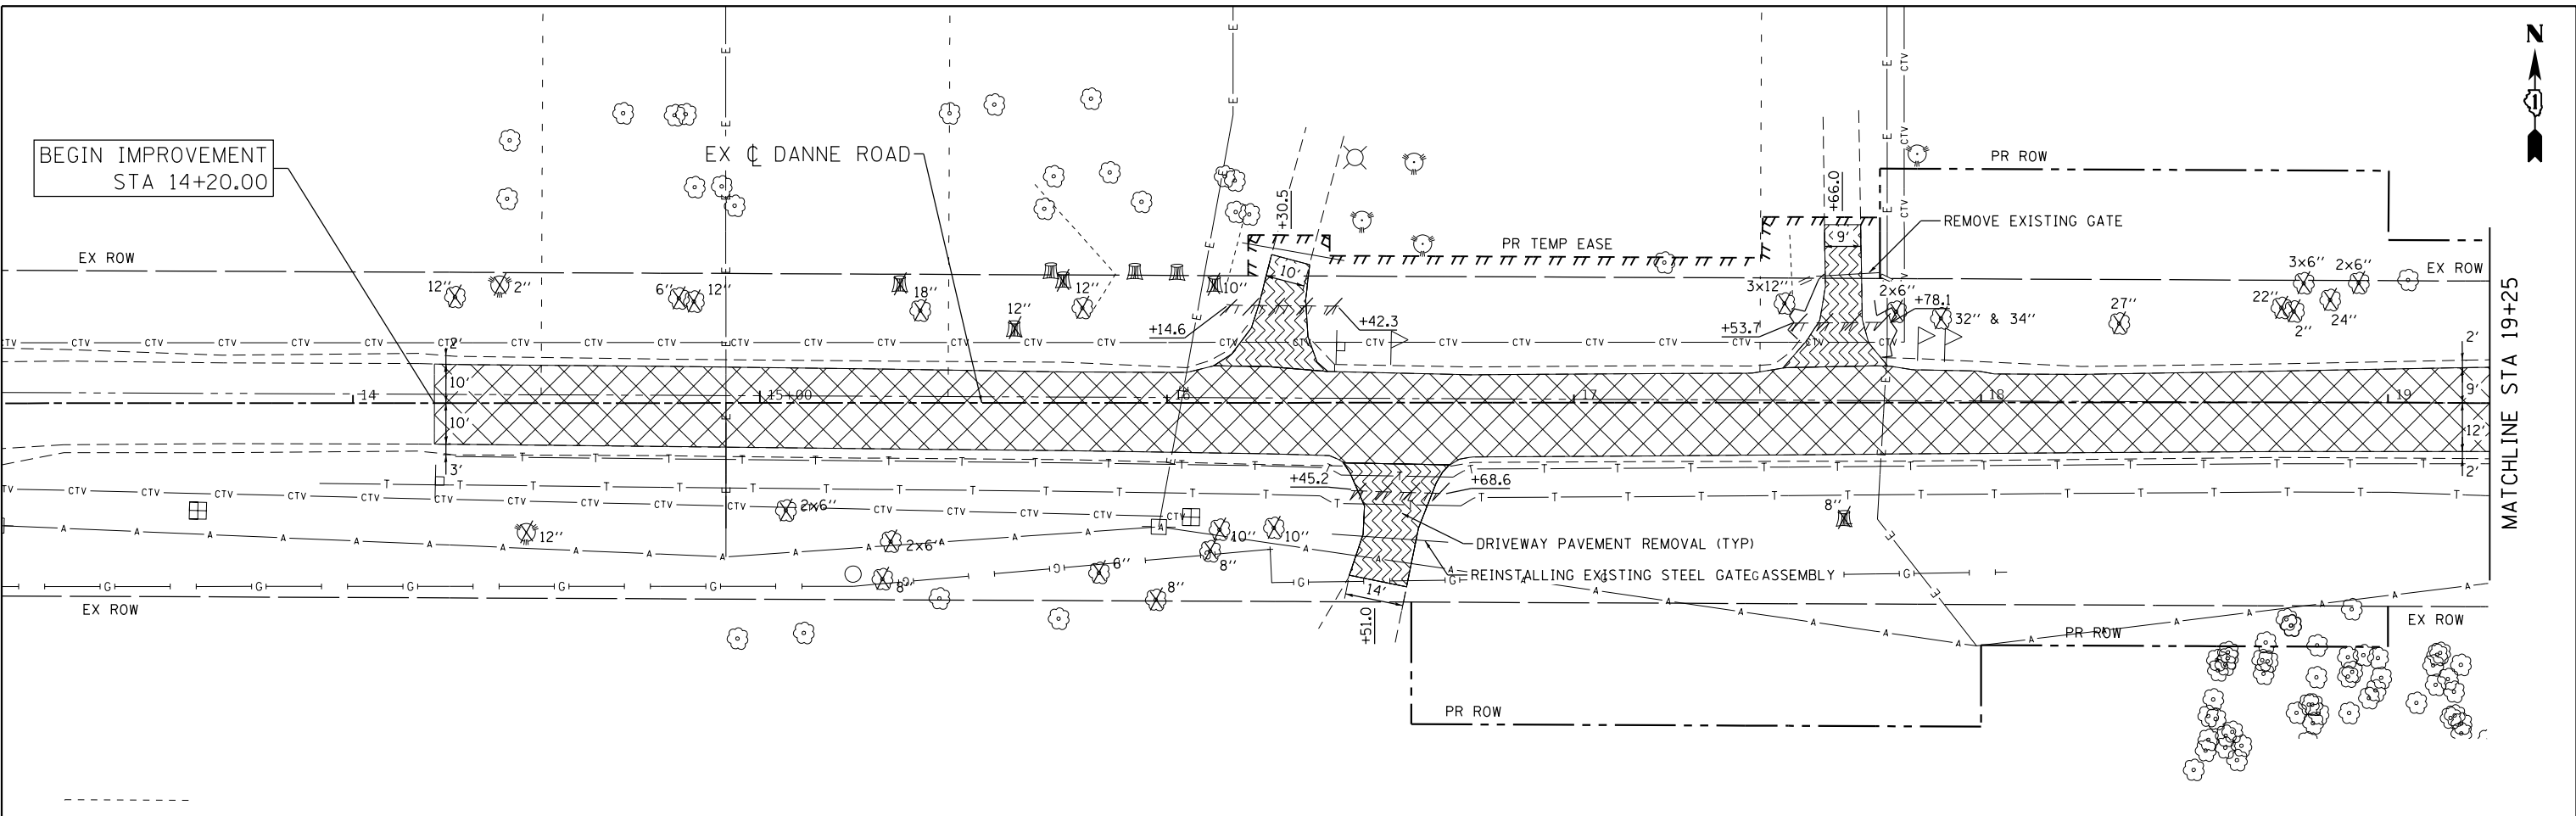 N
BEGIN IMPROVEMENT
STA 14+20.00
EX ℄ DANNE ROAD
PR ROW
+30.5
+66.0
REMOVE EXISTING GATE
9'
PR TEMP EASE
EX ROW
EX ROW
10'
12''
2''
6''
12''
18''
12''
12''
10''
3x12''
2x6''
+78.1
32'' & 34''
27''
22''
3x6''
2x6''
2''
24''
+14.6
+42.3
+53.7
2'
10'
10'
3'
14
15+00
16
17
18
19
2'
9'
12'
2'
MATCHLINE STA 19+25
CTV
E
T
A
G
+45.2
+68.6
2x6''
12''
2x6''
8''
6''
8''
10''
8''
10''
8''
DRIVEWAY PAVEMENT REMOVAL (TYP)
REINSTALLING EXISTING STEEL GATE ASSEMBLY
14'
+51.0
EX ROW
PR ROW
EX ROW
PR ROW